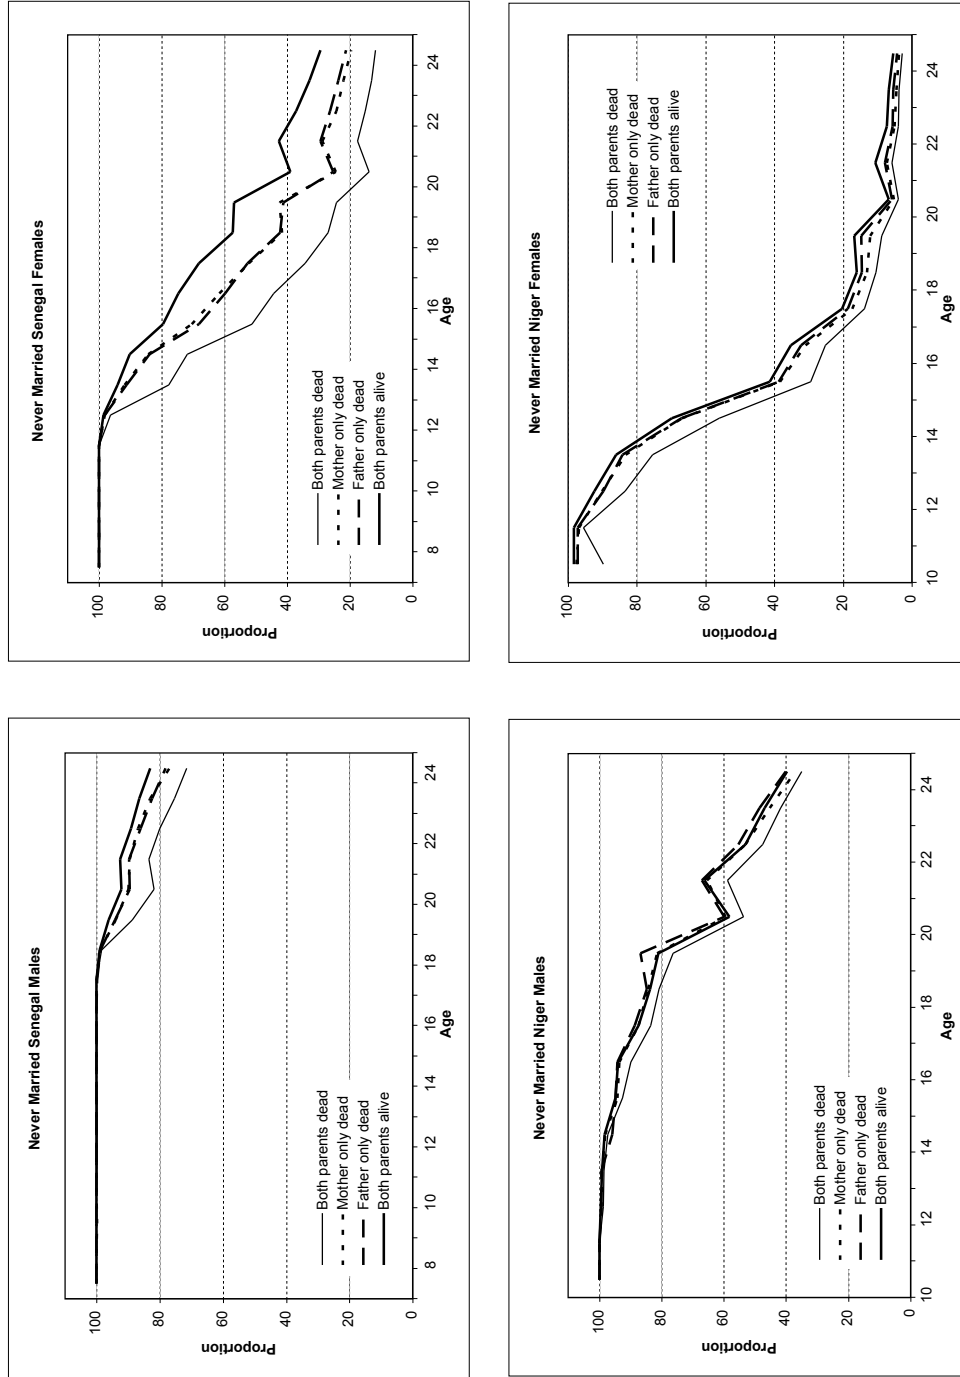 Never Married Senegal Males
Proportion
100
80
60
40
20
0
8
10
12
14
16
18
20
22
24
Age
Both parents dead
Mother only dead
Father only dead
Both parents alive
Never Married Senegal Females
Proportion
100
80
60
40
20
0
8
10
12
14
16
18
20
22
24
Age
Both parents dead
Mother only dead
Father only dead
Both parents alive
Never Married Niger Males
Proportion
100
80
60
40
20
0
10
12
14
16
18
20
22
24
Age
Both parents dead
Mother only dead
Father only dead
Both parents alive
Never Married Niger Females
Proportion
100
80
60
40
20
0
10
12
14
16
18
20
22
24
Age
Both parents dead
Mother only dead
Father only dead
Both parents alive